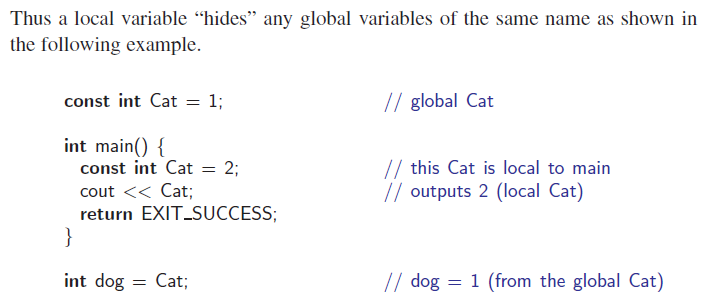 Thus a local variable “hides” any global variables of the same name as shown in
the following example.
const int Cat = 1; // global Cat
int main() {
const int Cat = 2; // this Cat is local to main
cout << Cat; // outputs 2 (local Cat)
return EXIT_SUCCESS;
}
int dog = Cat; // dog = 1 (from the global Cat)